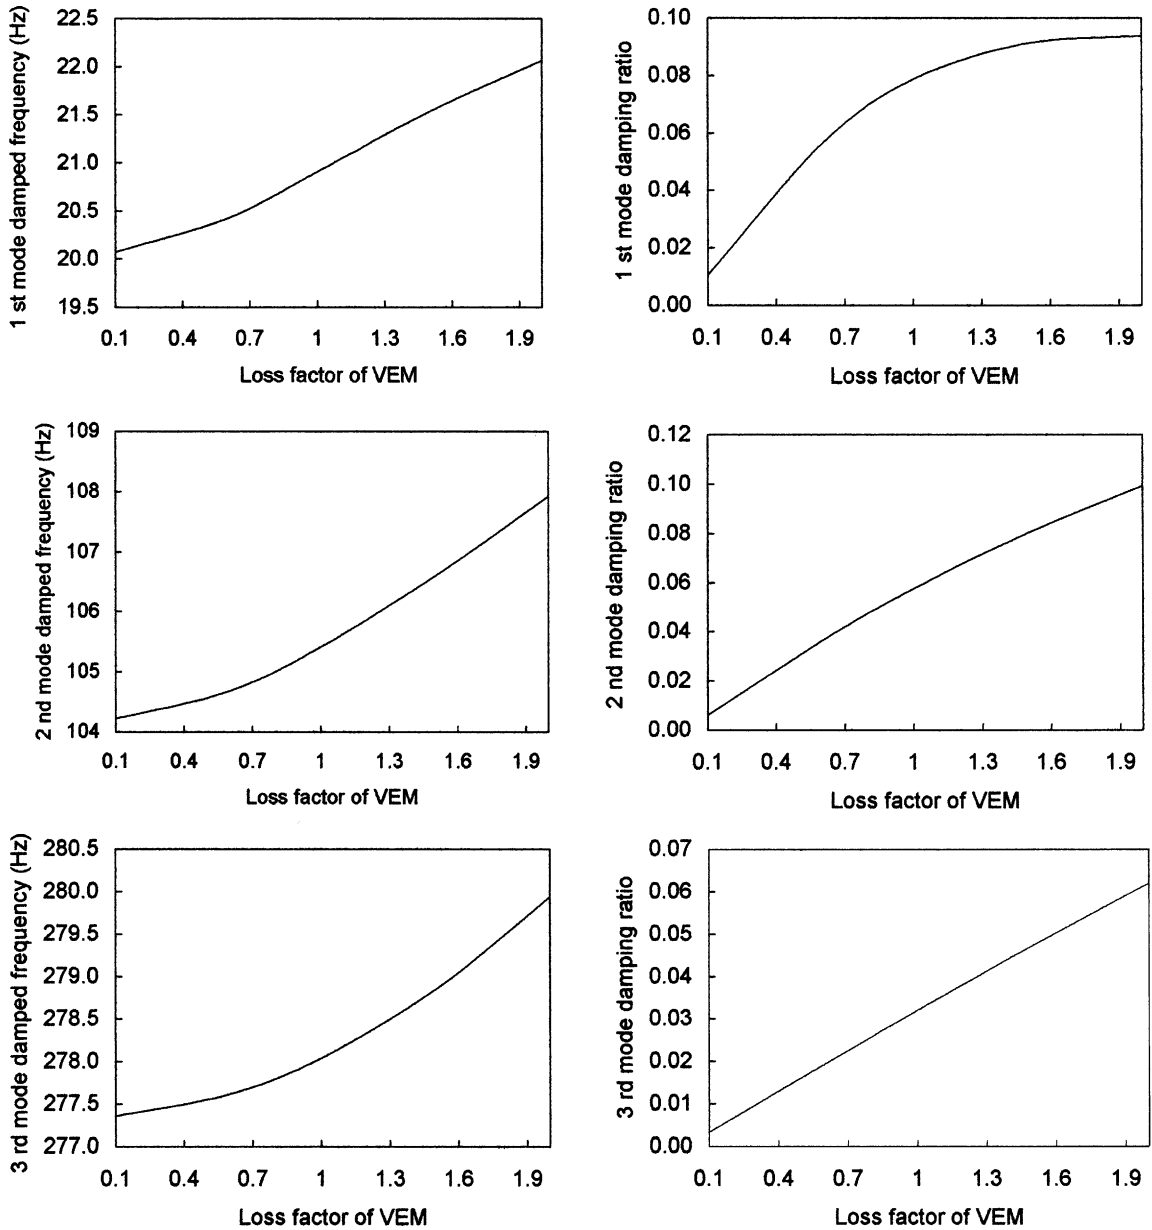 1 st mode damped frequency (Hz)
22.5
22.0
21.5
21.0
20.5
20.0
19.5
0.1 0.4 0.7 1 1.3 1.6 1.9
Loss factor of VEM
1 st mode damping ratio
0.10
0.08
0.06
0.04
0.02
0.00
0.1 0.4 0.7 1 1.3 1.6 1.9
Loss factor of VEM
2 nd mode damped frequency (Hz)
109
108
107
106
105
104
0.1 0.4 0.7 1 1.3 1.6 1.9
Loss factor of VEM
2 nd mode damping ratio
0.12
0.10
0.08
0.06
0.04
0.02
0.00
0.1 0.4 0.7 1 1.3 1.6 1.9
Loss factor of VEM
3 rd mode damped frequency (Hz)
280.5
280.0
279.5
279.0
278.5
278.0
277.5
277.0
0.1 0.4 0.7 1 1.3 1.6 1.9
Loss factor of VEM
3 rd mode damping ratio
0.07
0.06
0.05
0.04
0.03
0.02
0.01
0.00
0.1 0.4 0.7 1 1.3 1.6 1.9
Loss factor of VEM